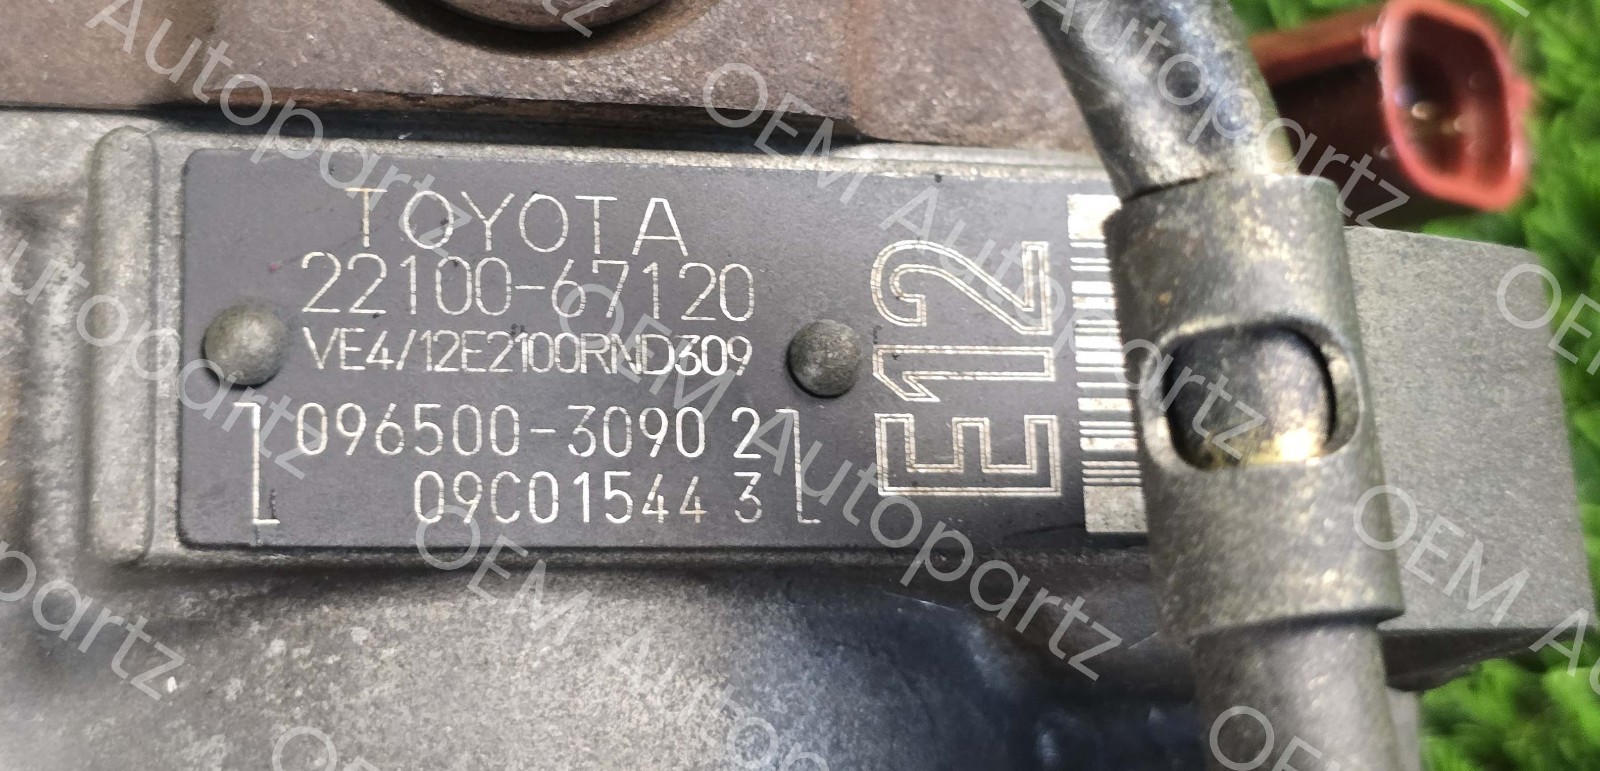 TOYOTA
22100-67120
VE4/12E2100RND309
096500-3090 2
09C01544 3
E12
OEM Autopartz